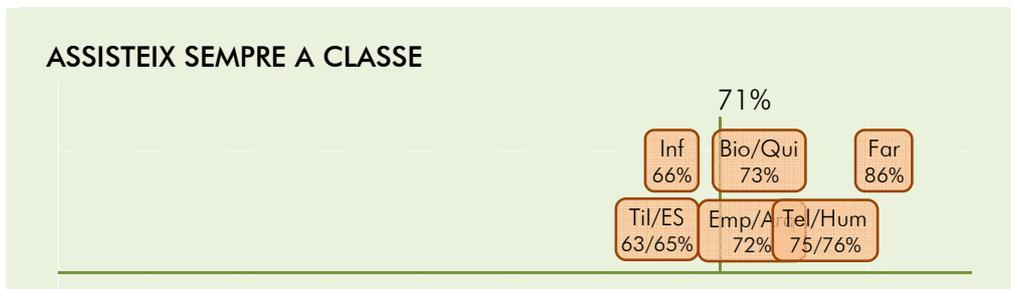 ASSISTEIX SEMPRE A CLASSE
71%
Inf
66%
Bio/Qui
73%
Far
86%
Til/ES
63/65%
72%
Tel/Hum
75/76%